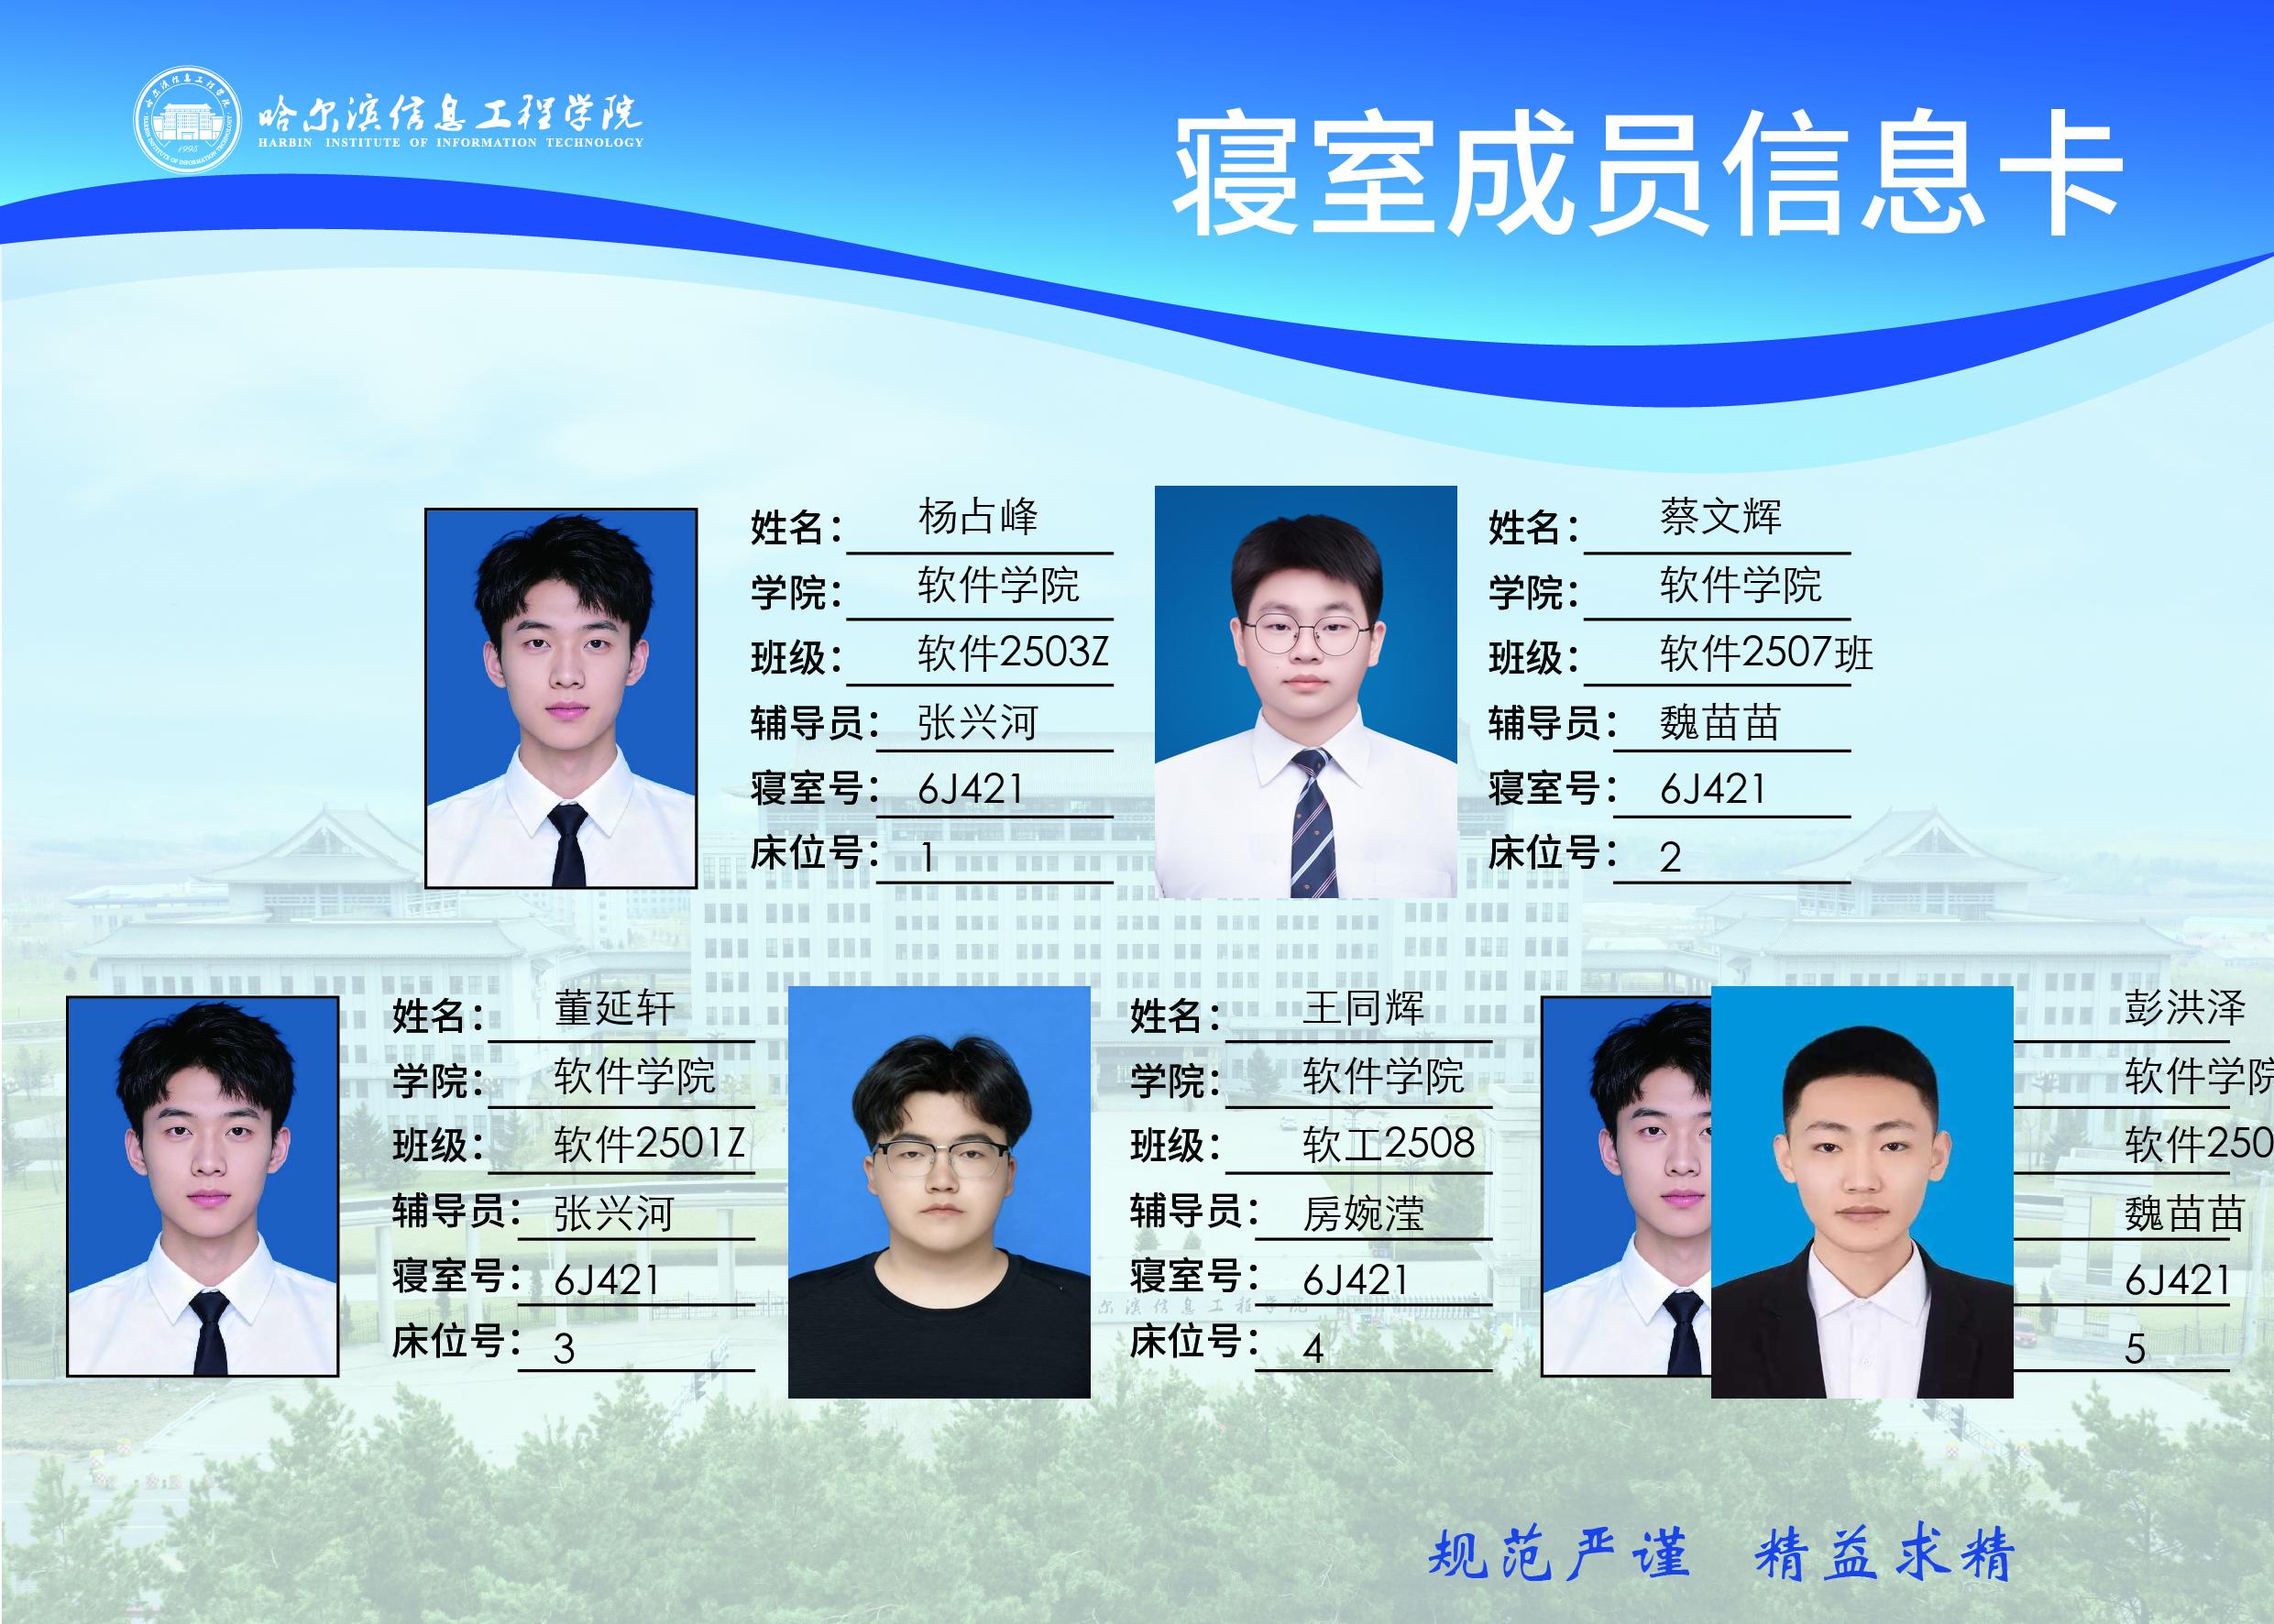 哈尔滨信息工程学院
HARBIN INSTITUTE OF INFORMATION TECHNOLOGY
1995
寝室成员信息卡
姓名： 杨占峰
学院： 软件学院
班级： 软件2503Z
辅导员： 张兴河
寝室号： 6J421
床位号： 1
姓名： 蔡文辉
学院： 软件学院
班级： 软件2507班
辅导员： 魏苗苗
寝室号： 6J421
床位号： 2
姓名： 董延轩
学院： 软件学院
班级： 软件2501Z
辅导员： 张兴河
寝室号： 6J421
床位号： 3
姓名： 王同辉
学院： 软件学院
班级： 软工2508
辅导员： 房婉滢
寝室号： 6J421
床位号： 4
彭洪泽
软件学院
软件250
魏苗苗
6J421
5
规范严谨 精益求精